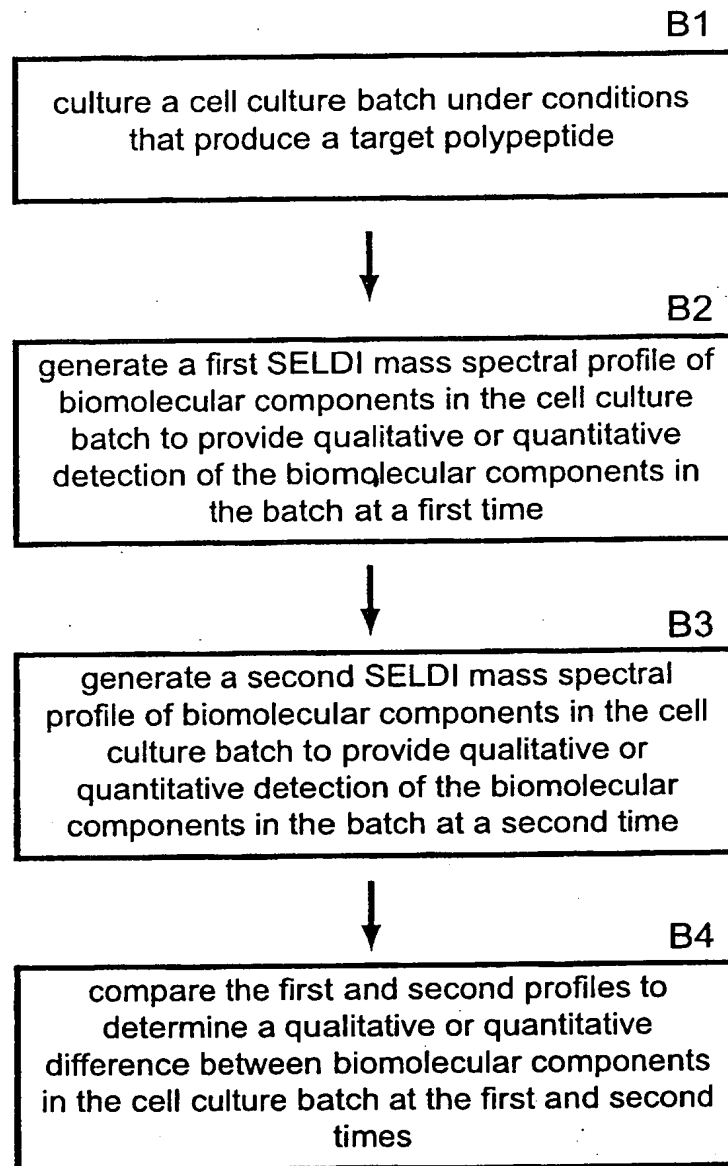 B1
culture a cell culture batch under conditions
that produce a target polypeptide
B2
generate a first SELDI mass spectral profile of
biomolecular components in the cell culture
batch to provide qualitative or quantitative
detection of the biomolecular components in
the batch at a first time
B3
generate a second SELDI mass spectral
profile of biomolecular components in the cell
culture batch to provide qualitative or
quantitative detection of the biomolecular
components in the batch at a second time
B4
compare the first and second profiles to
determine a qualitative or quantitative
difference between biomolecular components
in the cell culture batch at the first and second
times